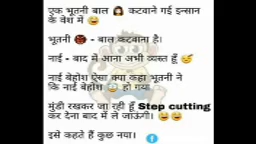 एक भूतनी बाल 💇 कटवाने गई इन्सान
के वेश में 😄
भूतनी 👹 - बाल कटवाना है।
नाई - बाद में आना अभी व्यस्त हूँ 😴
नाई बेहोश ऐसा क्या कहा भूतनी ने
कि नाई बेहोश 😱 हो गया
मुंडी रखकर जा रही हूँ Step cutting
कर देना बाद में ले जाऊंगी। 😂😂
इसे कहते हैं कुछ नया।